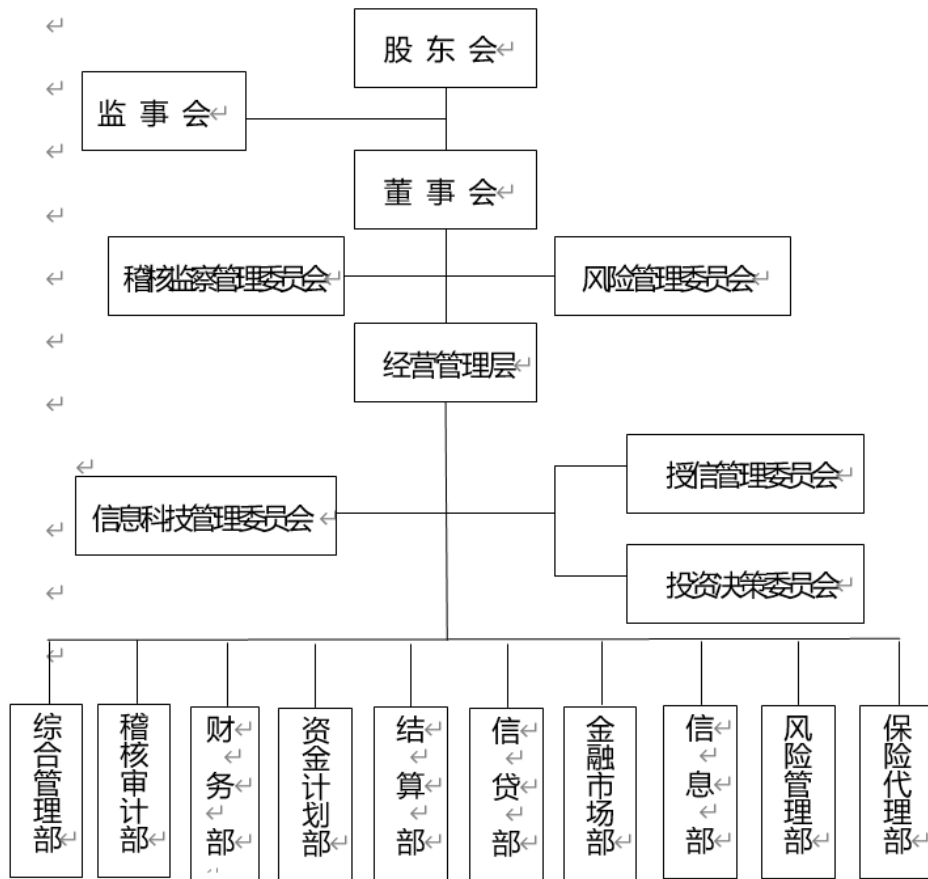 股 东 会
监 事 会
董 事 会
稽核监察管理委员会
风险管理委员会
经营管理层
授信管理委员会
信息科技管理委员会
投资决策委员会
综合管理部
稽核审计部
财务部
资金计划部
结算部
信贷部
金融市场部
信息部
风险管理部
保险代理部